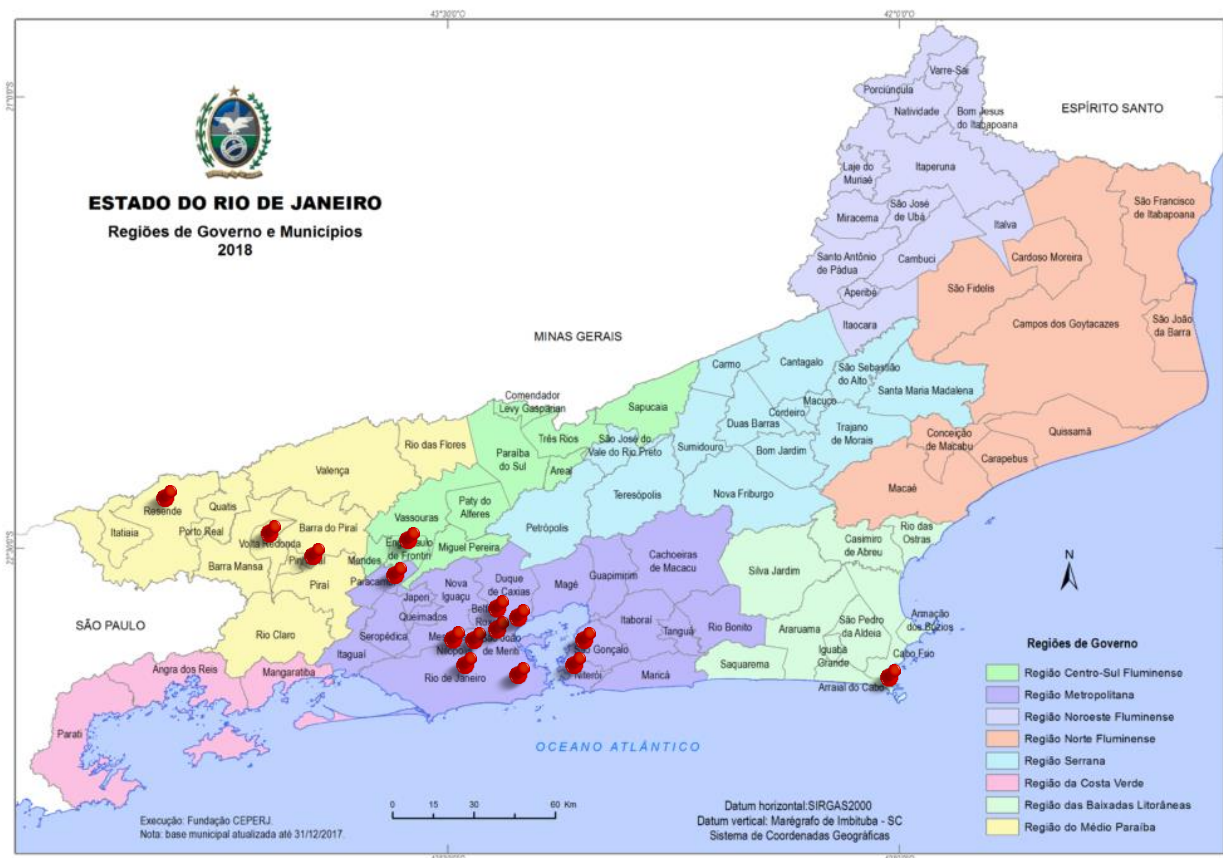 43°30'0"O
42°0'0"O
ESTADO DO RIO DE JANEIRO
Regiões de Governo e Municípios
2018
ESPÍRITO SANTO
MINAS GERAIS
SÃO PAULO
Varre-Sai
Porciúncula
Natividade
Bom Jesus
do Itabapoana
Laje do
Muriaé
Itaperuna
São José
de Ubá
Miracema
Italva
Santo Antônio
de Pádua
Cambuci
Aperibé
Itaocara
São Francisco
de Itabapoana
Cardoso Moreira
São Fidelis
Campos dos Goytacazes
São João
da Barra
Carmo
Cantagalo
São Sebastião
do Alto
Santa Maria Madalena
Macuco
Cordeiro
Duas Barras
Trajano
de Morais
Sumidouro
Bom Jardim
Conceição
de Macabu
Quissamã
Carapebus
Macaé
Nova Friburgo
Teresópolis
Petrópolis
São José do
Vale do Rio Preto
Comendador
Levy Gasparian
Sapucaia
Três Rios
Paraíba
do Sul
Areal
Paty do
Alferes
Vassouras
Miguel Pereira
de Frontin
Mendes
Rio das Flores
Valença
Resende
Quatis
Itatiaia
Porto Real
Volta Redonda
Barra do Piraí
Barra Mansa
Piraí
Rio Claro
Angra dos Reis
Mangaratiba
Parati
Itaguaí
Seropédica
Japeri
Queimados
Nova
Iguaçu
Duque
de Caxias
Magé
Guapimirim
Cachoeiras
de Macacu
Itaboraí
Tanguá
Rio Bonito
de Meriti
Rio de Janeiro
São Gonçalo
Niterói
Maricá
Silva Jardim
Casimiro
de Abreu
Rio das
Ostras
Armação
dos Búzios
São Pedro
da Aldeia
Araruama
Iguaba
Grande
Cabo Frio
Saquarema
Arraial do Cabo
OCEANO ATLÂNTICO
N
Regiões de Governo
Região Centro-Sul Fluminense
Região Metropolitana
Região Noroeste Fluminense
Região Norte Fluminense
Região Serrana
Região da Costa Verde
Região das Baixadas Litorâneas
Região do Médio Paraíba
0 15 30 60 Km
Execução: Fundação CEPERJ.
Nota: base municipal atualizada até 31/12/2017.
Datum horizontal:SIRGAS2000
Datum vertical: Marégrafo de Imbituba - SC
Sistema de Coordenadas Geográficas